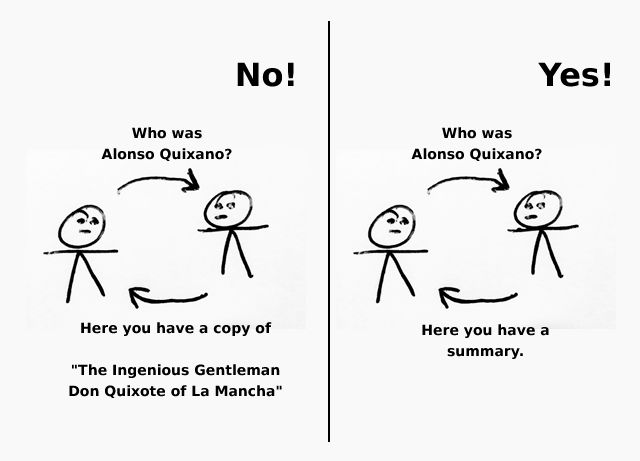 No!
Who was
Alonso Quixano?
Here you have a copy of
"The Ingenious Gentleman
Don Quixote of La Mancha"
Yes!
Who was
Alonso Quixano?
Here you have a
summary.